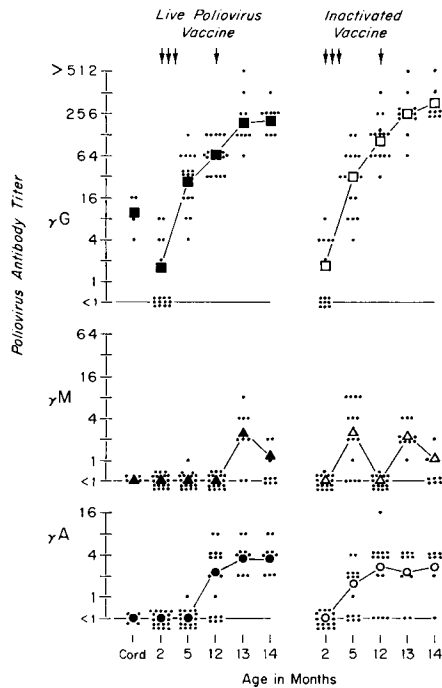 Live Poliovirus
Vaccine
Inactivated
Vaccine
Poliovirus Antibody Titer
γG
>512
256
64
16
4
1
<1
γM
64
16
4
1
<1
γA
16
4
1
<1
Cord 2 5 12 13 14 2 5 12 13 14
Age in Months